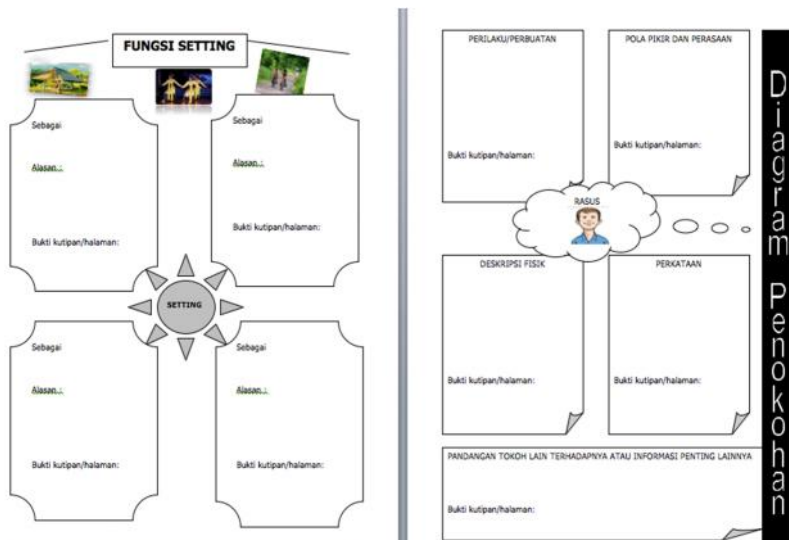 FUNGSI SETTING
Sebagai
Alasan :
Bukti kutipan/halaman:
Sebagai
Alasan :
Bukti kutipan/halaman:
SETTING
Sebagai
Alasan :
Bukti kutipan/halaman:
Sebagai
Alasan :
Bukti kutipan/halaman:
PERILAKU/PERBUATAN
Bukti kutipan/halaman:
POLA PIKIR DAN PERASAAN
Bukti kutipan/halaman:
RASUS
DESKRIPSI FISIK
Bukti kutipan/halaman:
PERKATAAN
Bukti kutipan/halaman:
PANDANGAN TOKOH LAIN TERHADAPNYA ATAU INFORMASI PENTING LAINNYA
Bukti kutipan/halaman:
Diagram Penokohan